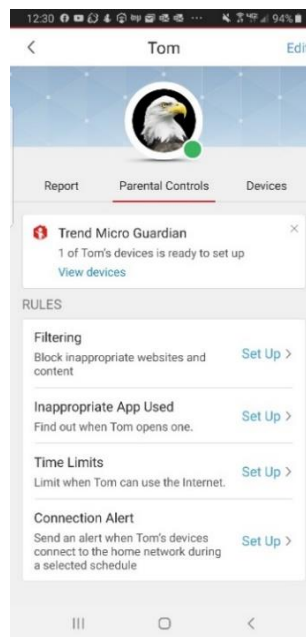 12:30
94%
Tom
Edi
Report Parental Controls Devices
Trend Micro Guardian
1 of Tom's devices is ready to set up
View devices
RULES
Filtering
Block inappropriate websites and content
Set Up >
Inappropriate App Used
Find out when Tom opens one.
Set Up >
Time Limits
Limit when Tom can use the Internet.
Set Up >
Connection Alert
Send an alert when Tom's devices
connect to the home network during
a selected schedule
Set Up >